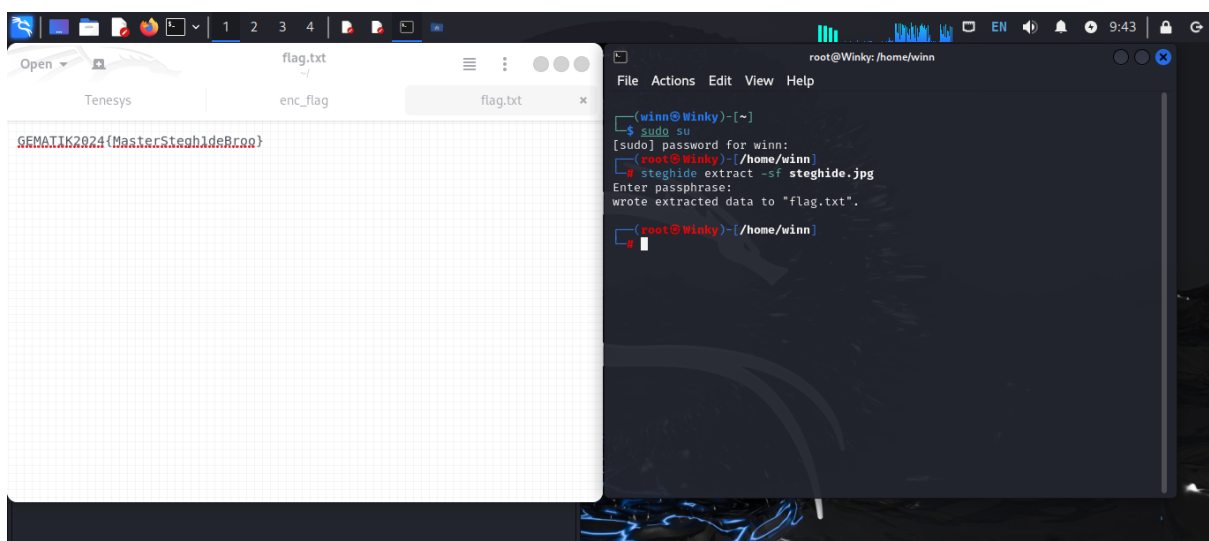 1 2 3 4
EN 9:43
Open flag.txt
~/
Tenesys enc_flag flag.txt
GEMATIK2024{MasterStegh1deBroo}
root@Winky: /home/winn
File Actions Edit View Help
(winn㉿Winky)-[~]
$ sudo su
[sudo] password for winn:
(root㉿Winky)-[/home/winn]
# steghide extract -sf steghide.jpg
Enter passphrase:
wrote extracted data to "flag.txt".
(root㉿Winky)-[/home/winn]
#